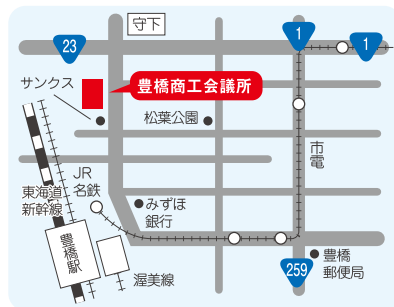 守下
1
23
1
サンクス
豊橋商工会議所
松葉公園
市電
JR
名鉄
東海道
新幹線
みずほ
銀行
豊橋駅
渥美線
豊橋
郵便局
259